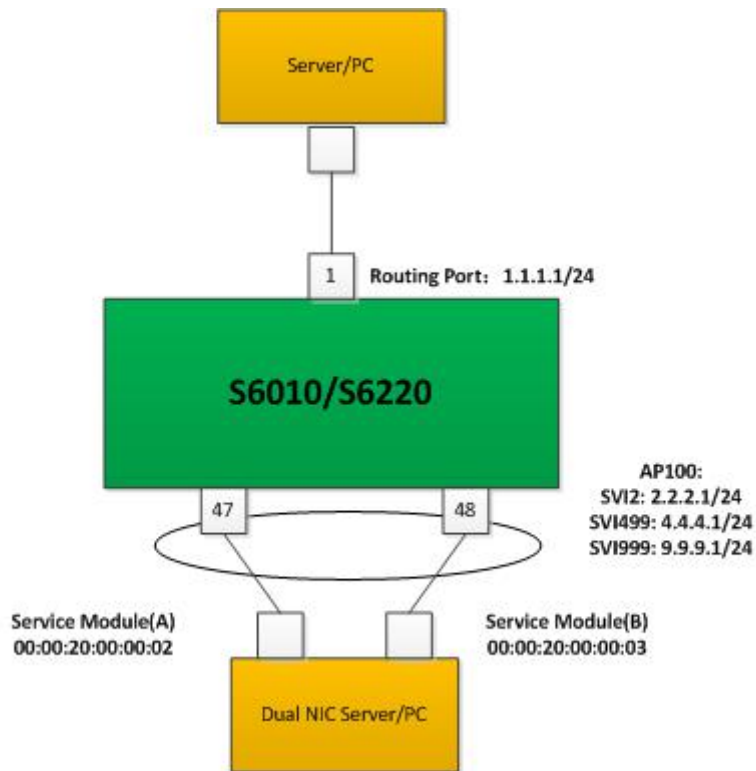 Server/PC
1
Routing Port：1.1.1.1/24
S6010/S6220
47
48
AP100:
SVI2: 2.2.2.1/24
SVI499: 4.4.4.1/24
SVI999: 9.9.9.1/24
Service Module(A)
00:00:20:00:00:02
Service Module(B)
00:00:20:00:00:03
Dual NIC Server/PC